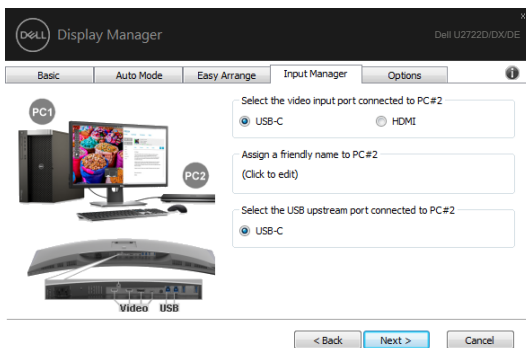 DELL Display Manager
x
Dell U2722D/DX/DE
Basic Auto Mode Easy Arrange Input Manager Options i
Select the video input port connected to PC#2
USB-C HDMI
Assign a friendly name to PC#2
(Click to edit)
Select the USB upstream port connected to PC#2
USB-C
PC1
PC2
Video USB
< Back Next > Cancel